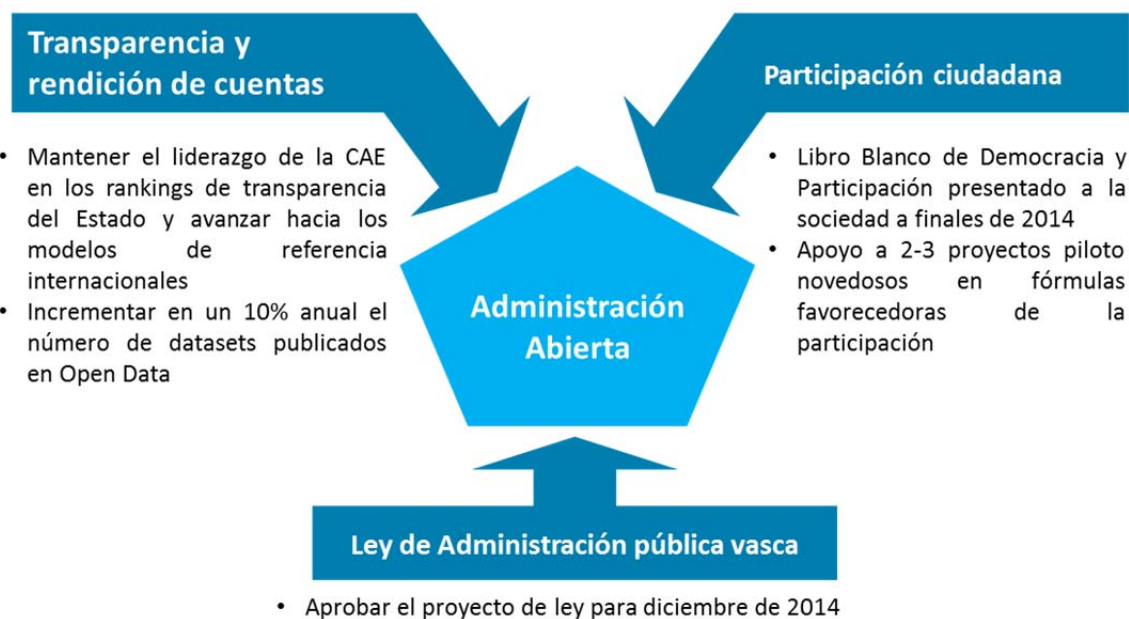 Transparencia y
rendición de cuentas
• Mantener el liderazgo de la CAE
en los rankings de transparencia
del Estado y avanzar hacia los
modelos de referencia
internacionales
• Incrementar en un 10% anual el
número de datasets publicados
en Open Data
Participación ciudadana
• Libro Blanco de Democracia y
Participación presentado a la
sociedad a finales de 2014
• Apoyo a 2-3 proyectos piloto
novedosos en fórmulas
favorecedoras de la
participación
Administración
Abierta
Ley de Administración pública vasca
• Aprobar el proyecto de ley para diciembre de 2014